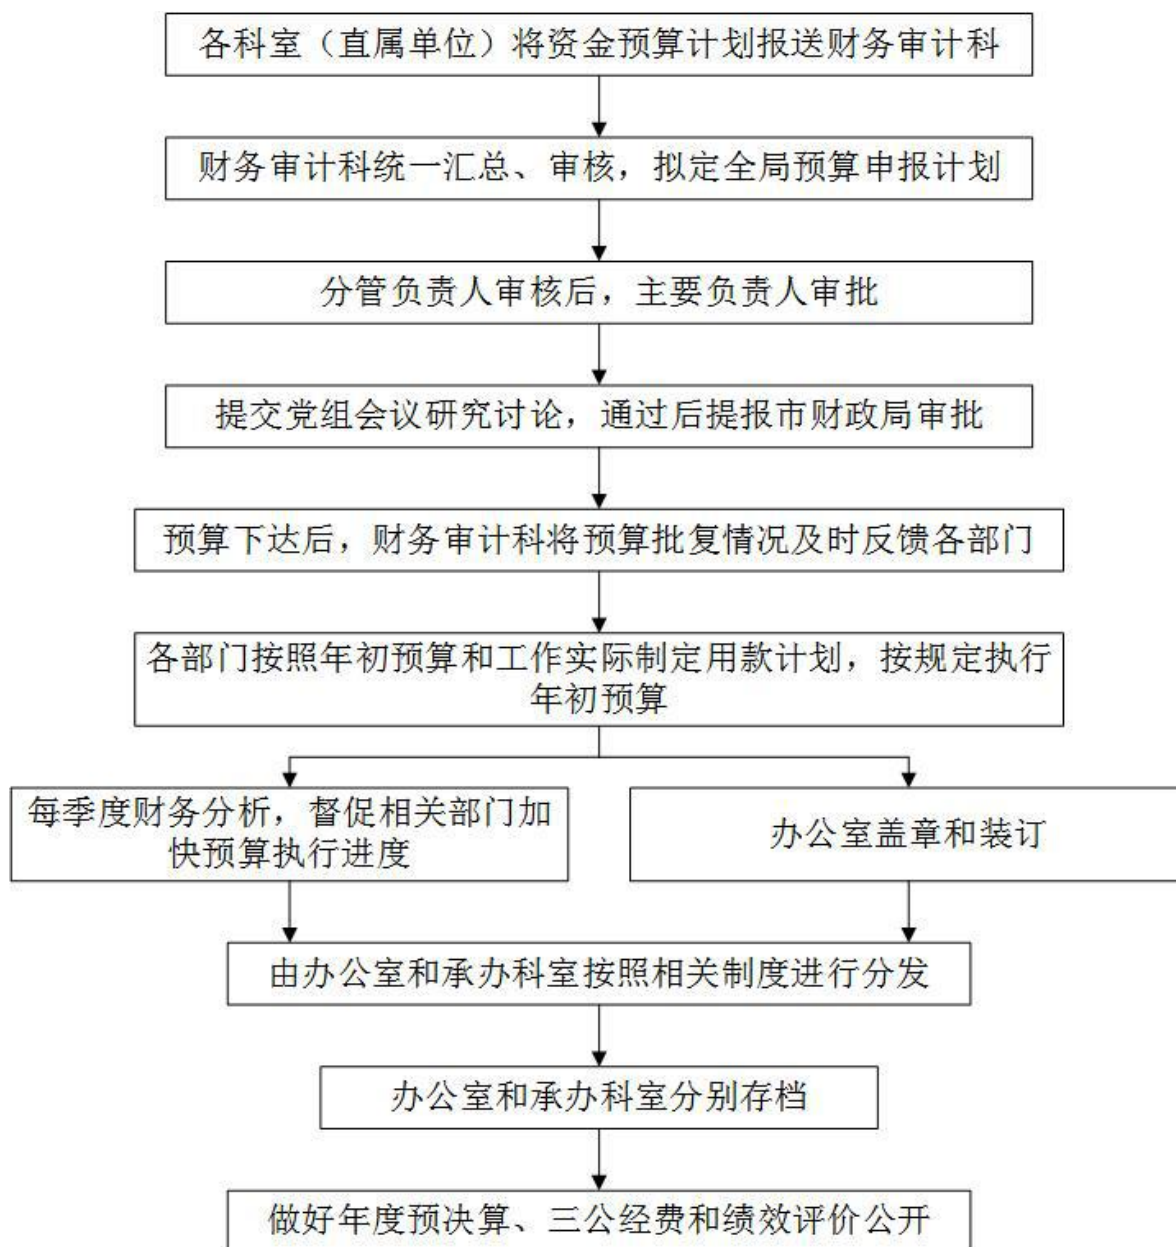 各科室（直属单位）将资金预算计划报送财务审计科
财务审计科统一汇总、审核，拟定全局预算申报计划
分管负责人审核后，主要负责人审批
提交党组会议研究讨论，通过后提报市财政局审批
预算下达后，财务审计科将预算批复情况及时反馈各部门
各部门按照年初预算和工作实际制定用款计划，按规定执行
年初预算
每季度财务分析，督促相关部门加
快预算执行进度
办公室盖章和装订
由办公室和承办科室按照相关制度进行分发
办公室和承办科室分别存档
做好年度预决算、三公经费和绩效评价公开